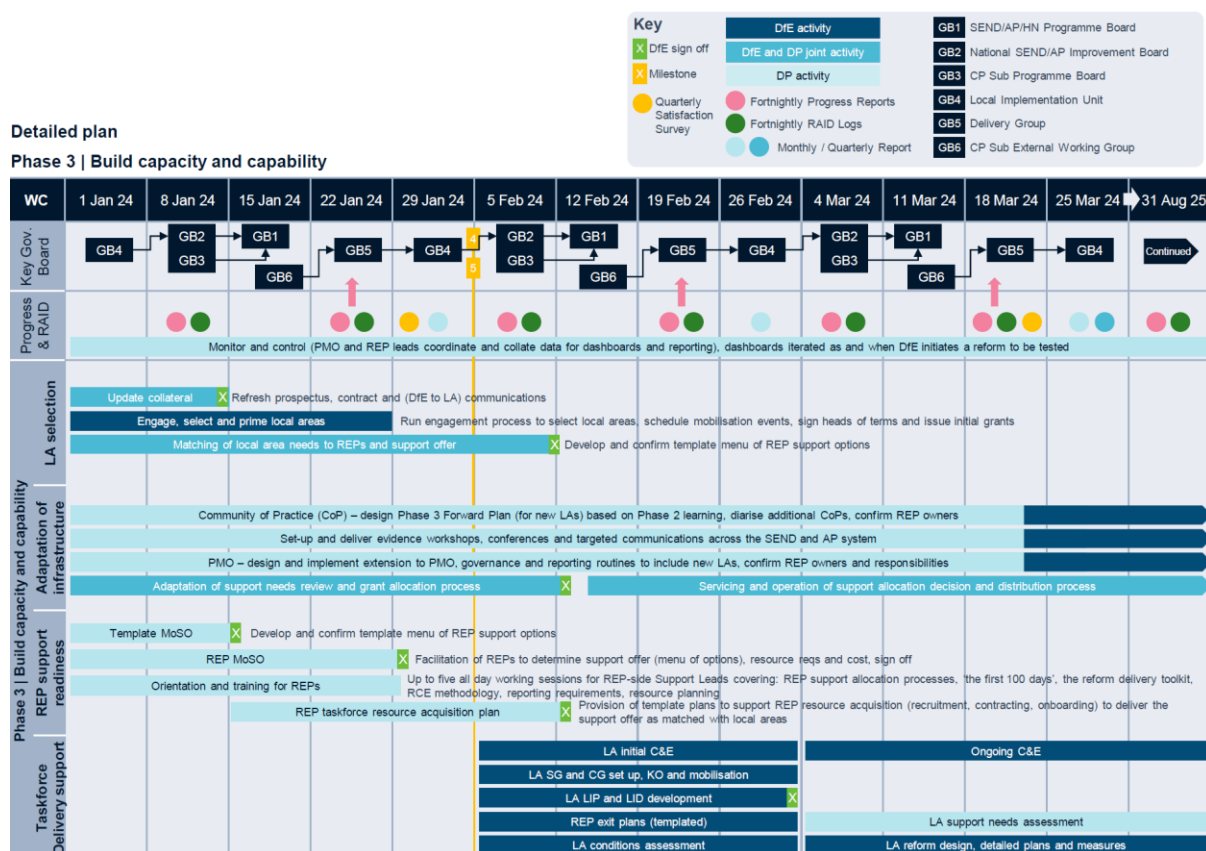 Key
X DfE sign off
X Milestone
Quarterly
Satisfaction
Survey
DfE activity
DfE and DP joint activity
DP activity
Fortnightly Progress Reports
Fortnightly RAID Logs
Monthly / Quarterly Report
GB1 SEND/AP/HN Programme Board
GB2 National SEND/AP Improvement Board
GB3 CP Sub Programme Board
GB4 Local Implementation Unit
GB5 Delivery Group
GB6 CP Sub External Working Group
Detailed plan
Phase 3 | Build capacity and capability
WC 1 Jan 24 8 Jan 24 15 Jan 24 22 Jan 24 29 Jan 24 5 Feb 24 12 Feb 24 19 Feb 24 26 Feb 24 4 Mar 24 11 Mar 24 18 Mar 24 25 Mar 24 31 Aug 25
Key Gov.
Board
GB4 GB2 GB1 GB5 GB4 4 GB2 GB1 GB5 GB4 GB2 GB1 GB5 GB4 Continued
GB3 GB6 5 GB3 GB6 GB3 GB6
Progress
& RAID
Monitor and control (PMO and REP leads coordinate and collate data for dashboards and reporting), dashboards iterated as and when DfE initiates a reform to be tested
Phase 3 | Build capacity and capability
LA selection
Update collateral X Refresh prospectus, contract and (DfE to LA) communications
Engage, select and prime local areas Run engagement process to select local areas, schedule mobilisation events, sign heads of terms and issue initial grants
Matching of local area needs to REPs and support offer X Develop and confirm template menu of REP support options
Adaptation of
infrastructure
Community of Practice (CoP) – design Phase 3 Forward Plan (for new LAs) based on Phase 2 learning, diarise additional CoPs, confirm REP owners
Set-up and deliver evidence workshops, conferences and targeted communications across the SEND and AP system
PMO – design and implement extension to PMO, governance and reporting routines to include new LAs, confirm REP owners and responsibilities
Adaptation of support needs review and grant allocation process X Servicing and operation of support allocation decision and distribution process
REP support
readiness
Template MoSO X Develop and confirm template menu of REP support options
REP MoSO X Facilitation of REPs to determine support offer (menu of options), resource reqs and cost, sign off
Orientation and training for REPs
Up to five all day working sessions for REP-side Support Leads covering: REP support allocation processes, 'the first 100 days', the reform delivery toolkit,
RCE methodology, reporting requirements, resource planning
REP taskforce resource acquisition plan X
Provision of template plans to support REP resource acquisition (recruitment, contracting, onboarding) to deliver the
support offer as matched with local areas
Taskforce
Delivery support
LA initial C&E Ongoing C&E
LA SG and CG set up, KO and mobilisation
LA LIP and LID development X
REP exit plans (templated) LA support needs assessment
LA conditions assessment LA reform design, detailed plans and measures